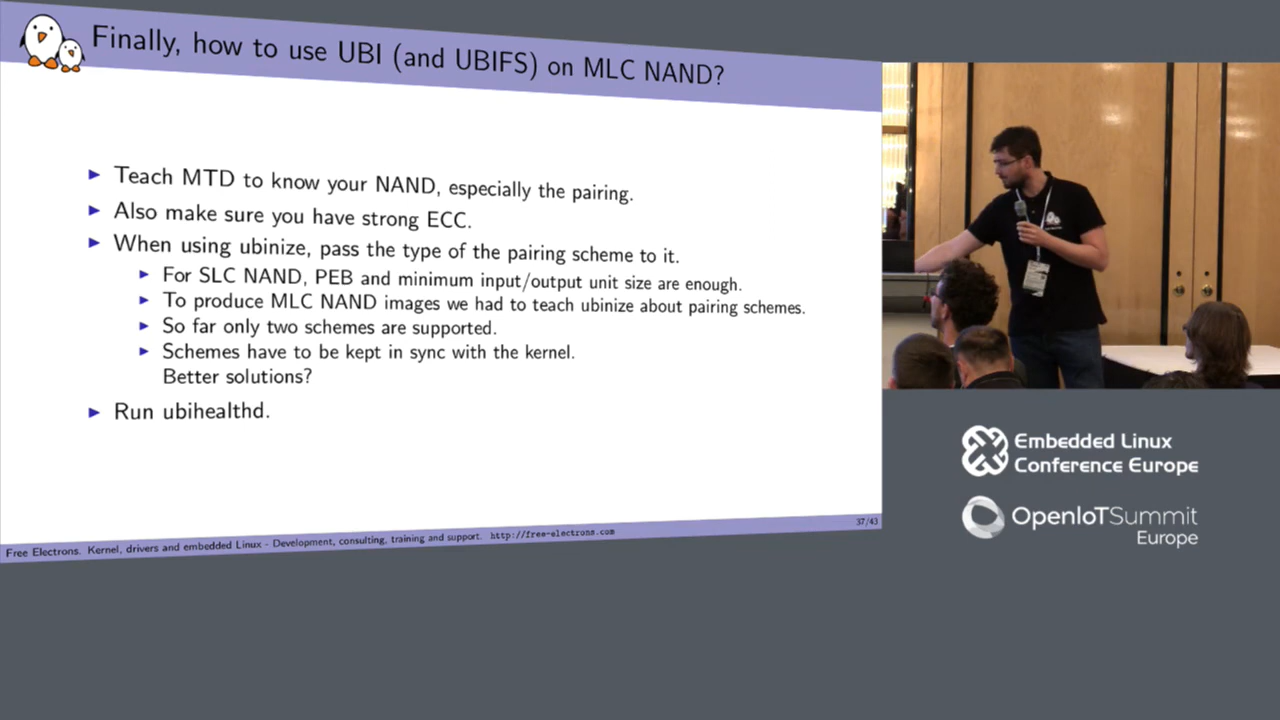 Finally, how to use UBI (and UBIFS) on MLC NAND?
Teach MTD to know your NAND, especially the pairing.
Also make sure you have strong ECC.
When using ubinize, pass the type of the pairing scheme to it.
For SLC NAND, PEB and minimum input/output unit size are enough.
To produce MLC NAND images we had to teach ubinize about pairing schemes.
So far only two schemes are supported.
Schemes have to be kept in sync with the kernel.
Better solutions?
Run ubihealthd.
37/43
Free Electrons. Kernel, drivers and embedded Linux - Development, consulting, training and support. http://free-electrons.com
Embedded Linux
Conference Europe
OpenIoTSummit
Europe